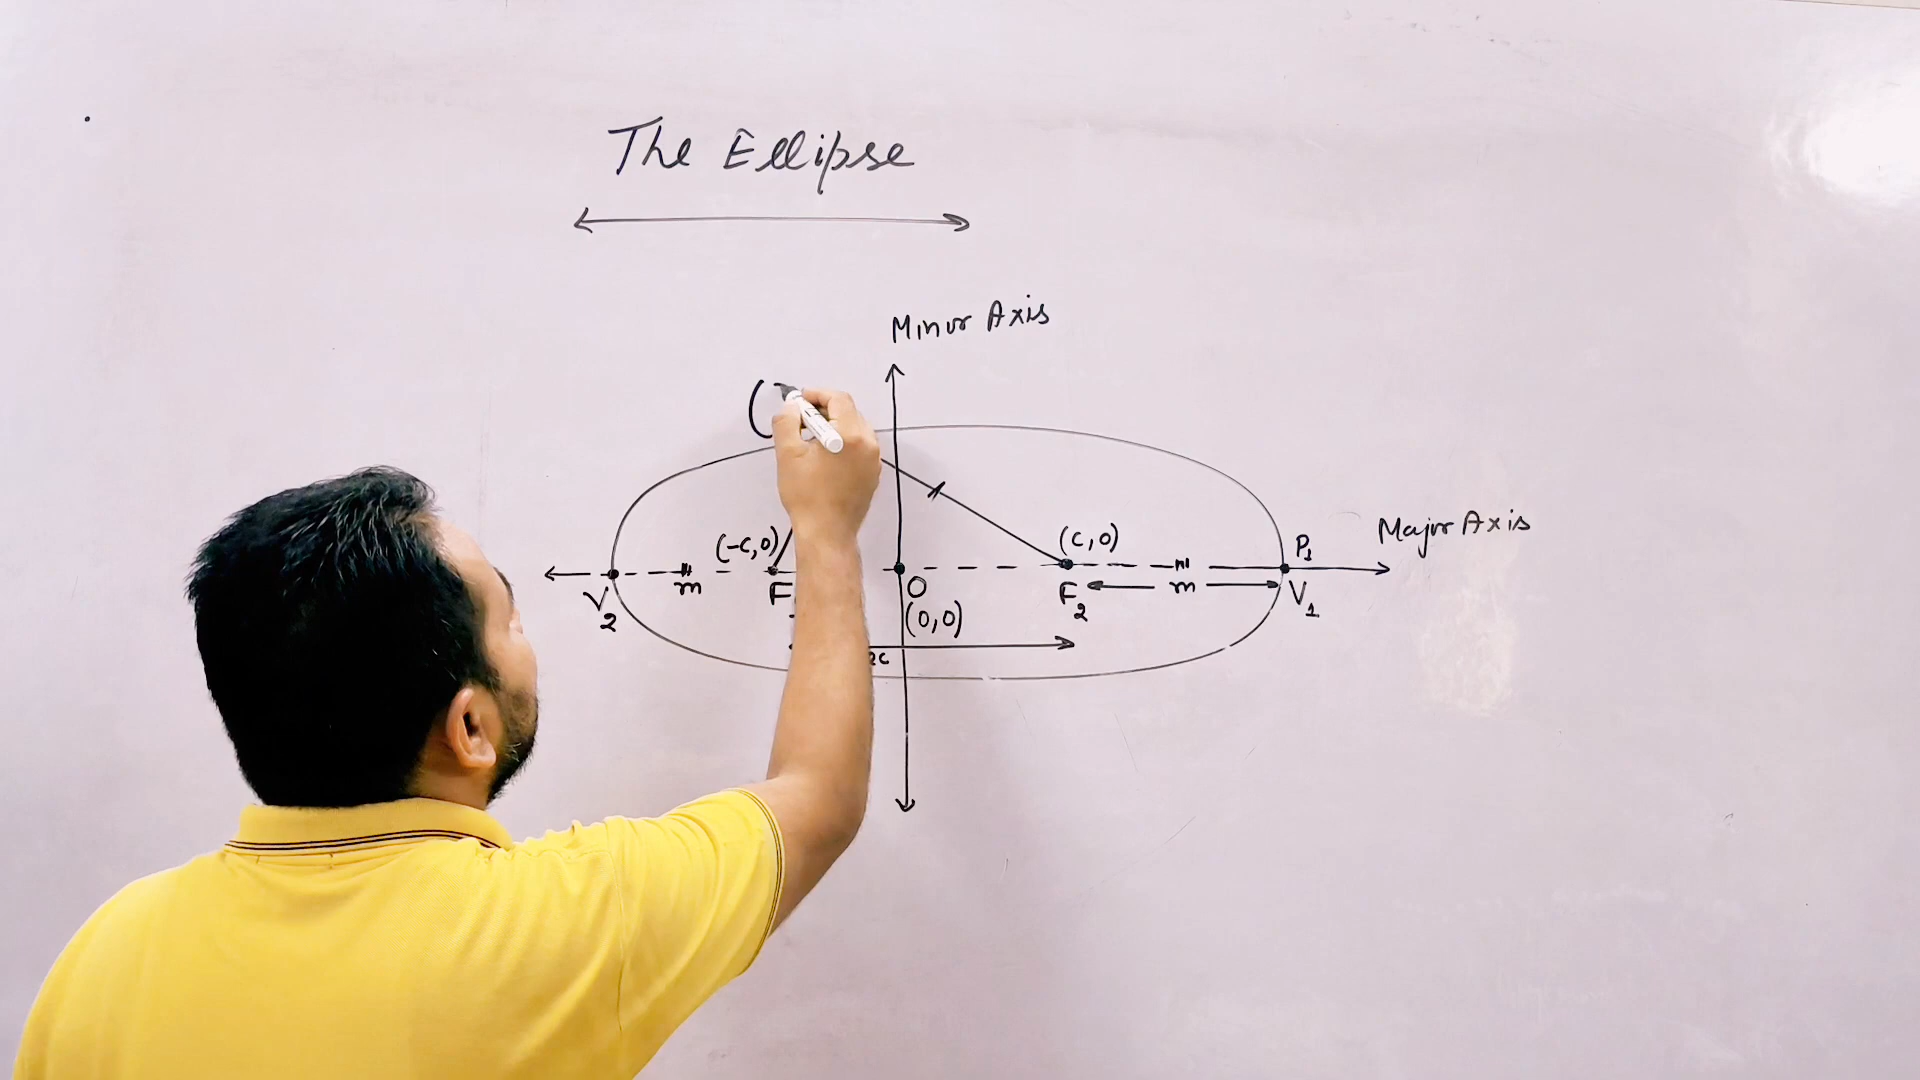 The Ellipse
Minor Axis
(
(-c,0)
(c,0)
P1
Major Axis
m
m
V2
F
O
F2
V1
(0,0)
2c